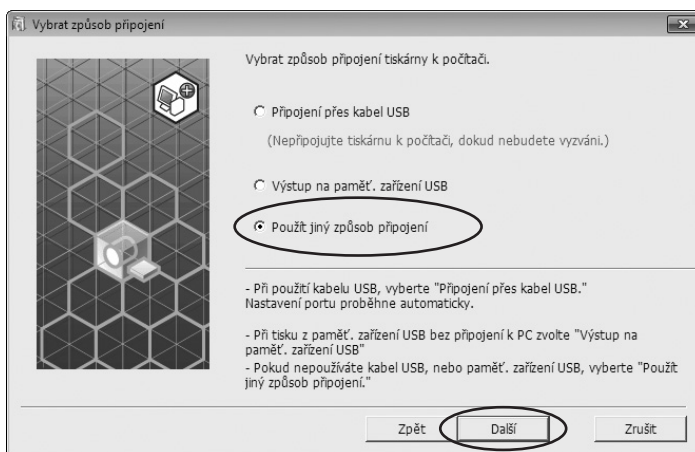 Vybrat způsob připojení
Vybrat způsob připojení tiskárny k počítači.
Připojení přes kabel USB
(Nepřipojujte tiskárnu k počítači, dokud nebudete vyzváni.)
Výstup na paměť. zařízení USB
Použít jiný způsob připojení
- Při použití kabelu USB, vyberte "Připojení přes kabel USB."
Nastavení portu proběhne automaticky.
- Při tisku z paměť. zařízení USB bez připojení k PC zvolte "Výstup na
paměť. zařízení USB"
- Pokud nepoužíváte kabel USB, nebo paměť. zařízení USB, vyberte "Použít
jiný způsob připojení."
Zpět
Další
Zrušit